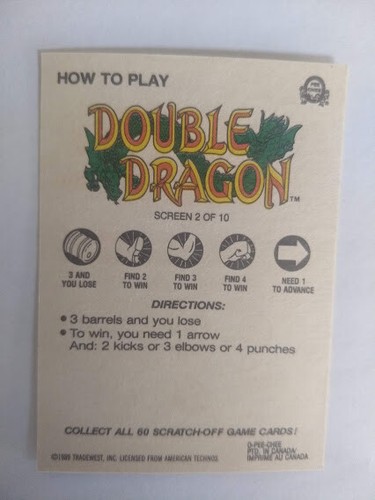 HOW TO PLAY
DOUBLE
DRAGON™
SCREEN 2 OF 10
3 AND
YOU LOSE
FIND 2
TO WIN
FIND 3
TO WIN
FIND 4
TO WIN
NEED 1
TO ADVANCE
DIRECTIONS:
• 3 barrels and you lose
• To win, you need 1 arrow
And: 2 kicks or 3 elbows or 4 punches
COLLECT ALL 60 SCRATCH-OFF GAME CARDS!
©1989 TRADEWEST, INC. LICENSED FROM AMERICAN TECHNOS
O-PEE-CHEE
PTD. IN CANADA/
IMPRIMÉ AU CANADA